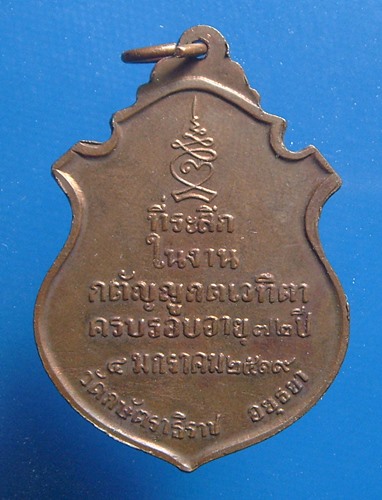 ที่ระลึก
ในงาน
กตัญญูกตเวทิตา
ครบรอบอายุ๗๒ปี
๔ มกราคม๒๕๑๙
วัดกษัตราธิราช อยุธยา